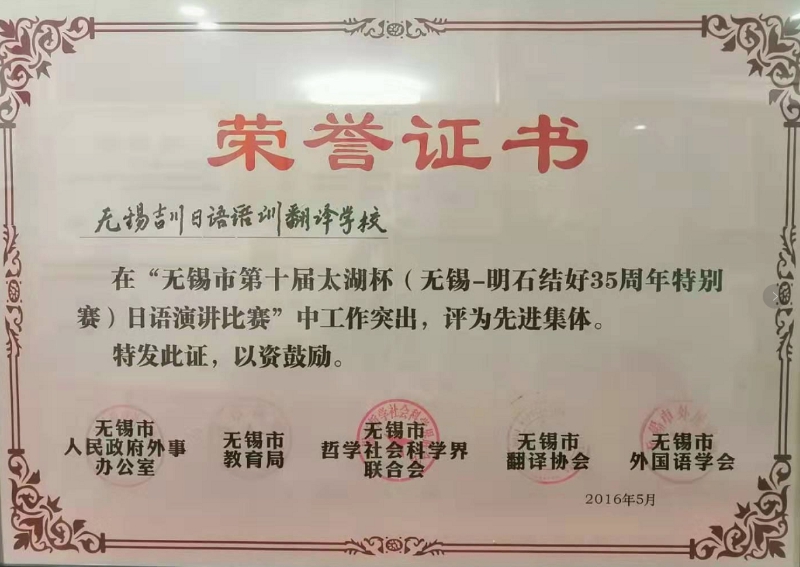 荣誉证书
无锡吉川日语培训翻译学校
在“无锡市第十届太湖杯（无锡-明石结好35周年特别
赛）日语演讲比赛”中工作突出，评为先进集体。
特发此证，以资鼓励。
无锡市
人民政府外事
办公室
无锡市
教育局
无锡市
哲学社会科学界
联合会
无锡市
翻译协会
无锡市
外国语学会
2016年5月